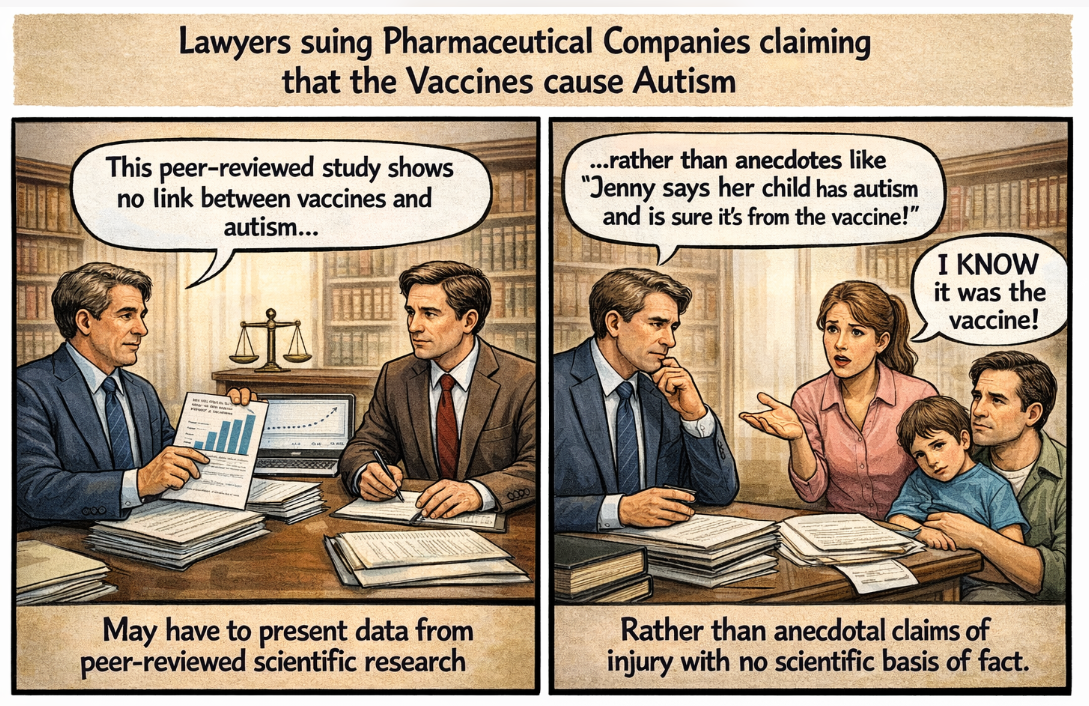 Lawyers suing Pharmaceutical Companies claiming
that the Vaccines cause Autism
This peer-reviewed study shows
no link between vaccines and
autism...
...rather than anecdotes like
"Jenny says her child has autism
and is sure it's from the vaccine!"
I KNOW
it was the
vaccine!
May have to present data from
peer-reviewed scientific research
Rather than anecdotal claims of
injury with no scientific basis of fact.